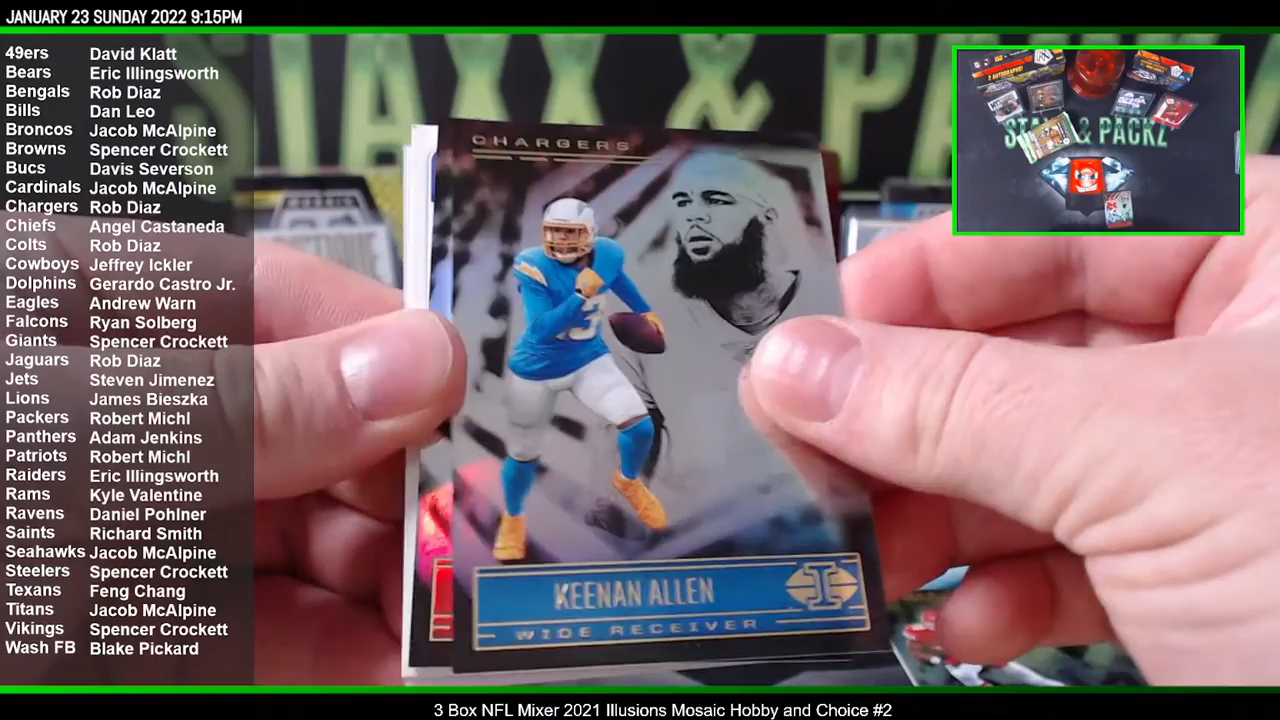 JANUARY 23 SUNDAY 2022 9:15PM
49ers David Klatt
Bears Eric Illingsworth
Bengals Rob Diaz
Bills Dan Leo
Broncos Jacob McAlpine
Browns Spencer Crockett
Bucs Davis Severson
Cardinals Jacob McAlpine
Chargers Rob Diaz
Chiefs Angel Castaneda
Colts Rob Diaz
Cowboys Jeffrey Ickler
Dolphins Gerardo Castro Jr.
Eagles Andrew Warn
Falcons Ryan Solberg
Giants Spencer Crockett
Jaguars Rob Diaz
Jets Steven Jimenez
Lions James Bieszka
Packers Robert Michl
Panthers Adam Jenkins
Patriots Robert Michl
Raiders Eric Illingsworth
Rams Kyle Valentine
Ravens Daniel Pohlner
Saints Richard Smith
Seahawks Jacob McAlpine
Steelers Spencer Crockett
Texans Feng Chang
Titans Jacob McAlpine
Vikings Spencer Crockett
Wash FB Blake Pickard
CHARGERS
13
KEENAN ALLEN
I
WIDE RECEIVER
& PACKZ
3 Box NFL Mixer 2021 Illusions Mosaic Hobby and Choice #2